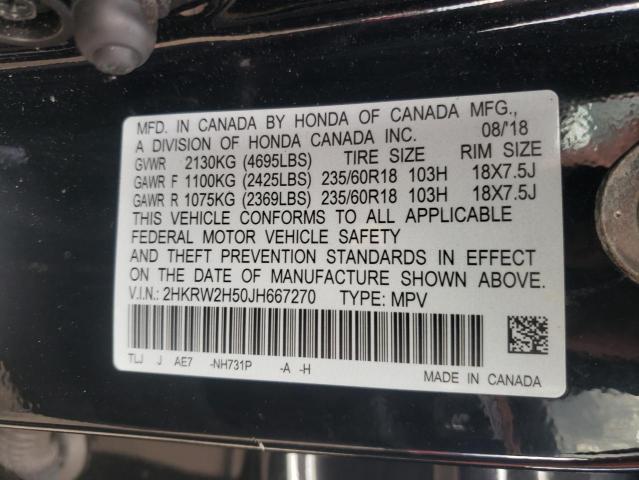 MFD. IN CANADA BY HONDA OF CANADA MFG.,
A DIVISION OF HONDA CANADA INC. 08/'18
GVWR 2130KG (4695LBS) TIRE SIZE RIM SIZE
GAWR F 1100KG (2425LBS) 235/60R18 103H 18X7.5J
GAWR R 1075KG (2369LBS) 235/60R18 103H 18X7.5J
THIS VEHICLE CONFORMS TO ALL APPLICABLE
FEDERAL MOTOR VEHICLE SAFETY
AND THEFT PREVENTION STANDARDS IN EFFECT
ON THE DATE OF MANUFACTURE SHOWN ABOVE.
V.I.N.: 2HKRW2H50JH667270 TYPE: MPV
TLJ J AE7 -NH731P -A -H
MADE IN CANADA